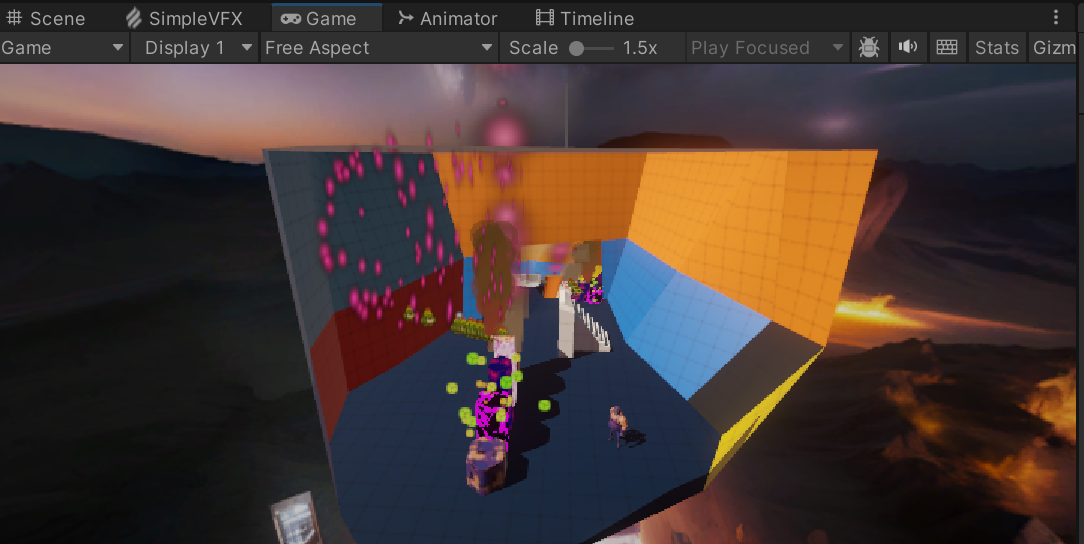 Scene SimpleVFX Game Animator Timeline
Game Display 1 Free Aspect Scale 1.5x Play Focused Stats Gizm